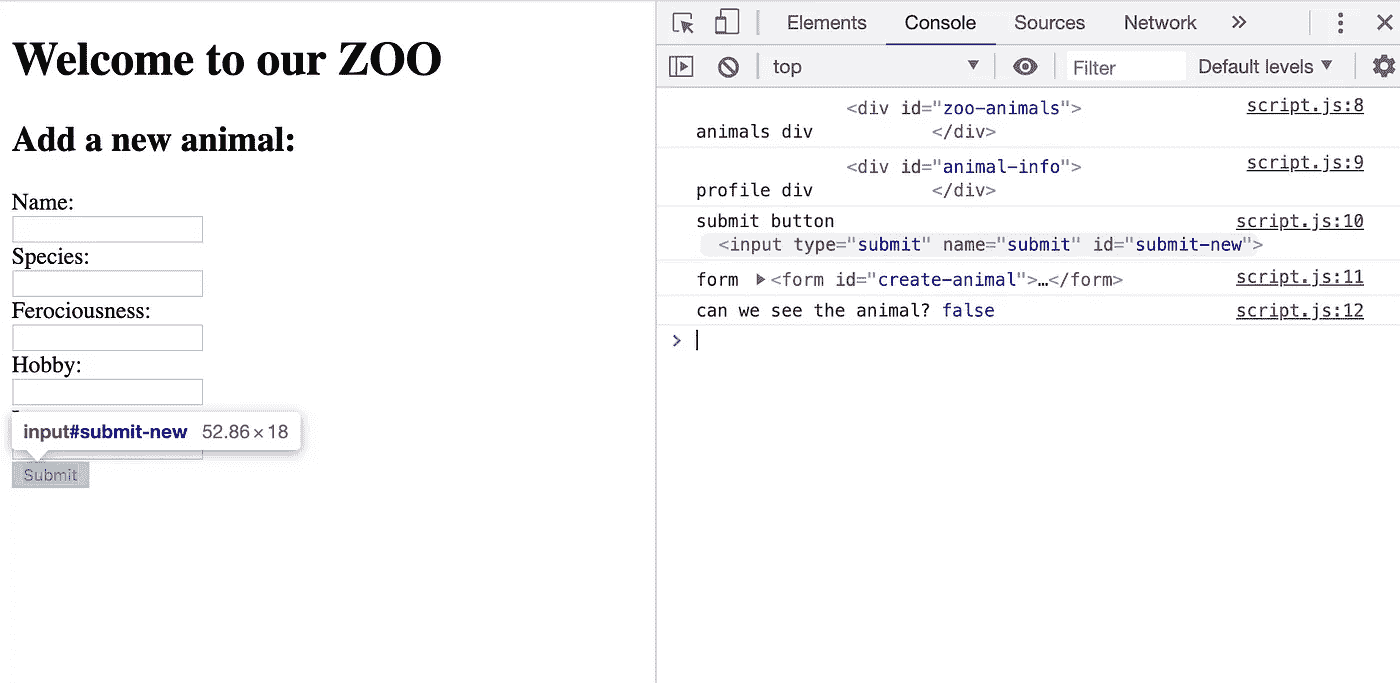 Welcome to our ZOO
Add a new animal:
Name:
Species:
Ferociousness:
Hobby:
input#submit-new 52.86 × 18
Submit
Elements Console Sources Network »
top Filter Default levels
<div id="zoo-animals"> script.js:8
animals div </div>
<div id="animal-info"> script.js:9
profile div </div>
submit button script.js:10
<input type="submit" name="submit" id="submit-new">
form <form id="create-animal">…</form> script.js:11
can we see the animal? false script.js:12
>